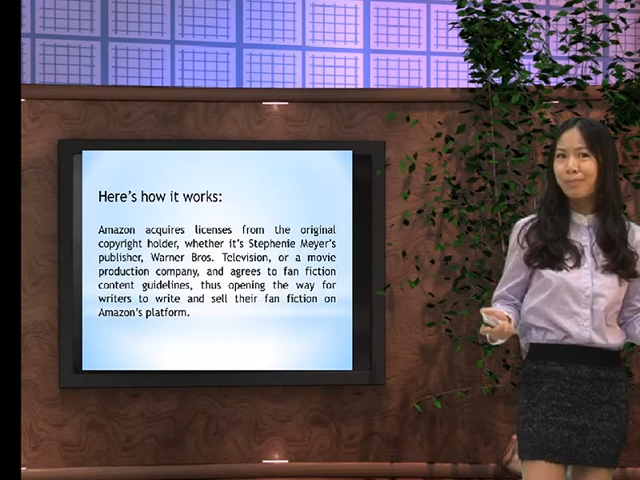 Here's how it works:
Amazon acquires licenses from the original
copyright holder, whether it's Stephenie Meyer's
publisher, Warner Bros. Television, or a movie
production company, and agrees to fan fiction
content guidelines, thus opening the way for
writers to write and sell their fan fiction on
Amazon's platform.